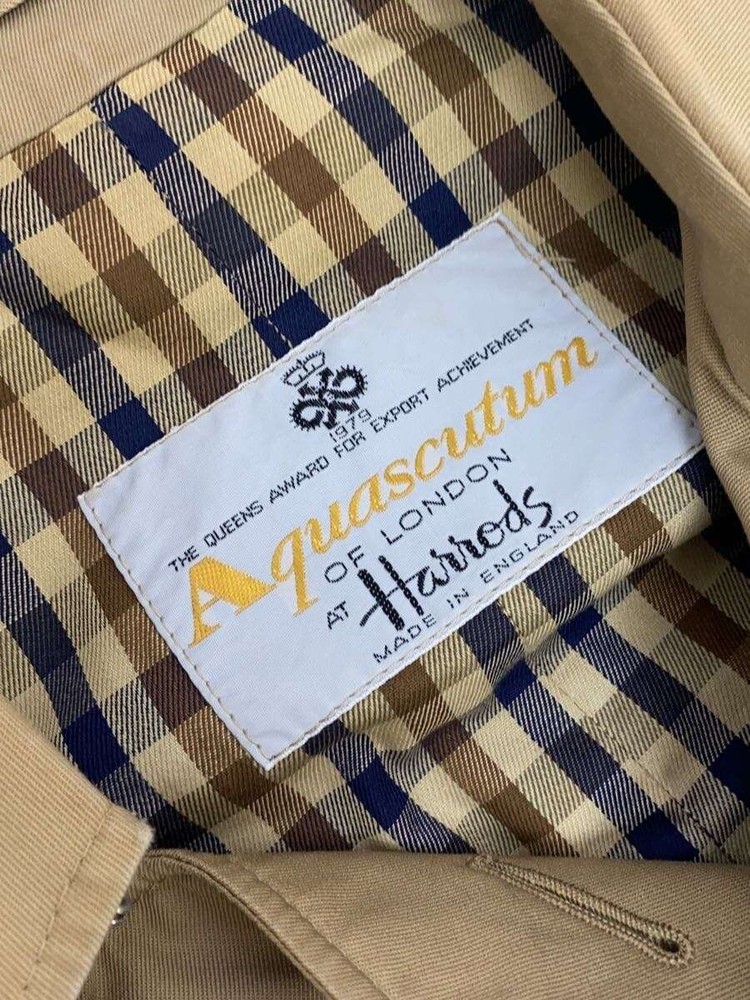 1979
THE QUEENS AWARD FOR EXPORT ACHIEVEMENT
Aquascutum
OF LONDON
AT Harrods
MADE IN ENGLAND